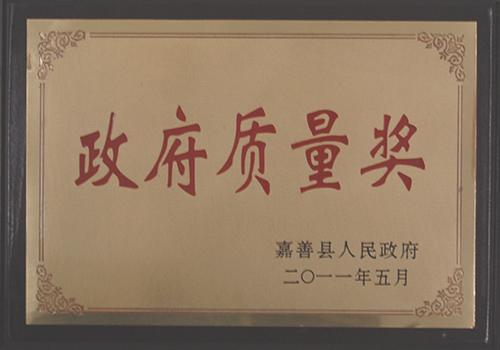 政府质量奖
嘉善县人民政府
二〇一一年五月